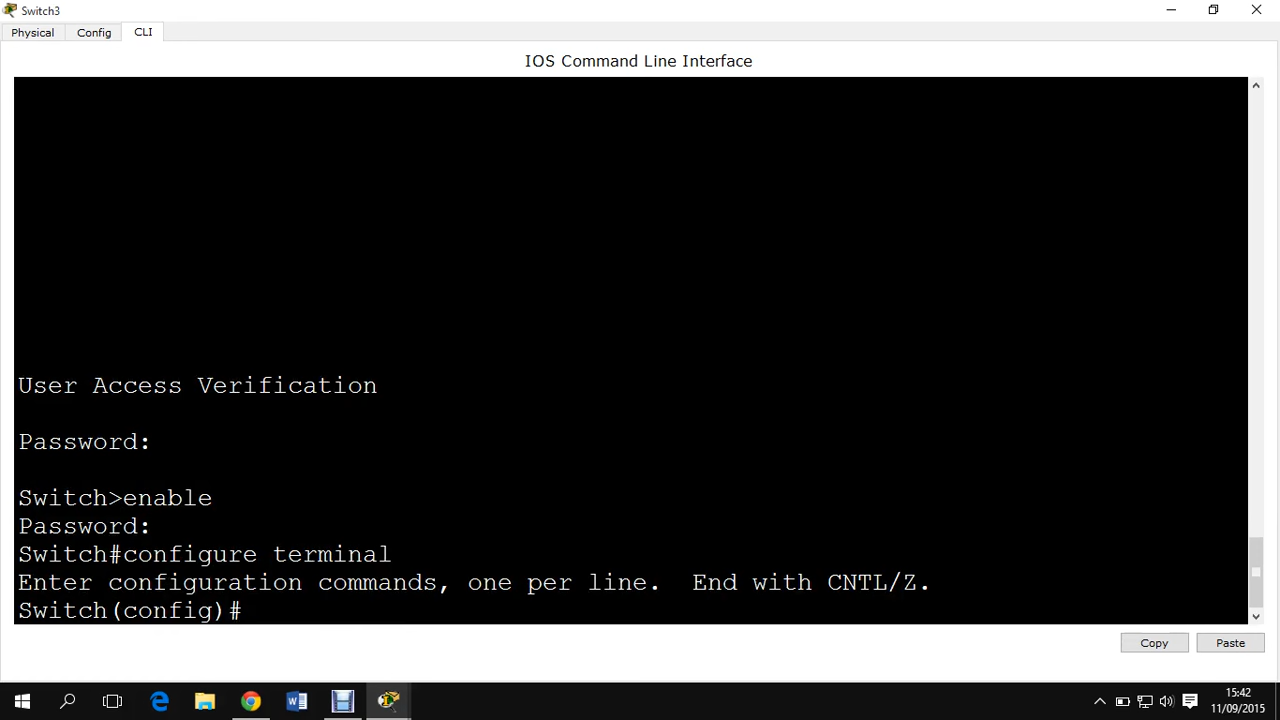 Switch3
Physical
Config
CLI
IOS Command Line Interface
User Access Verification
Password:
Switch>enable
Password:
Switch#configure terminal
Enter configuration commands, one per line.  End with CNTL/Z.
Switch(config)#
Copy
Paste
15:42
11/09/2015